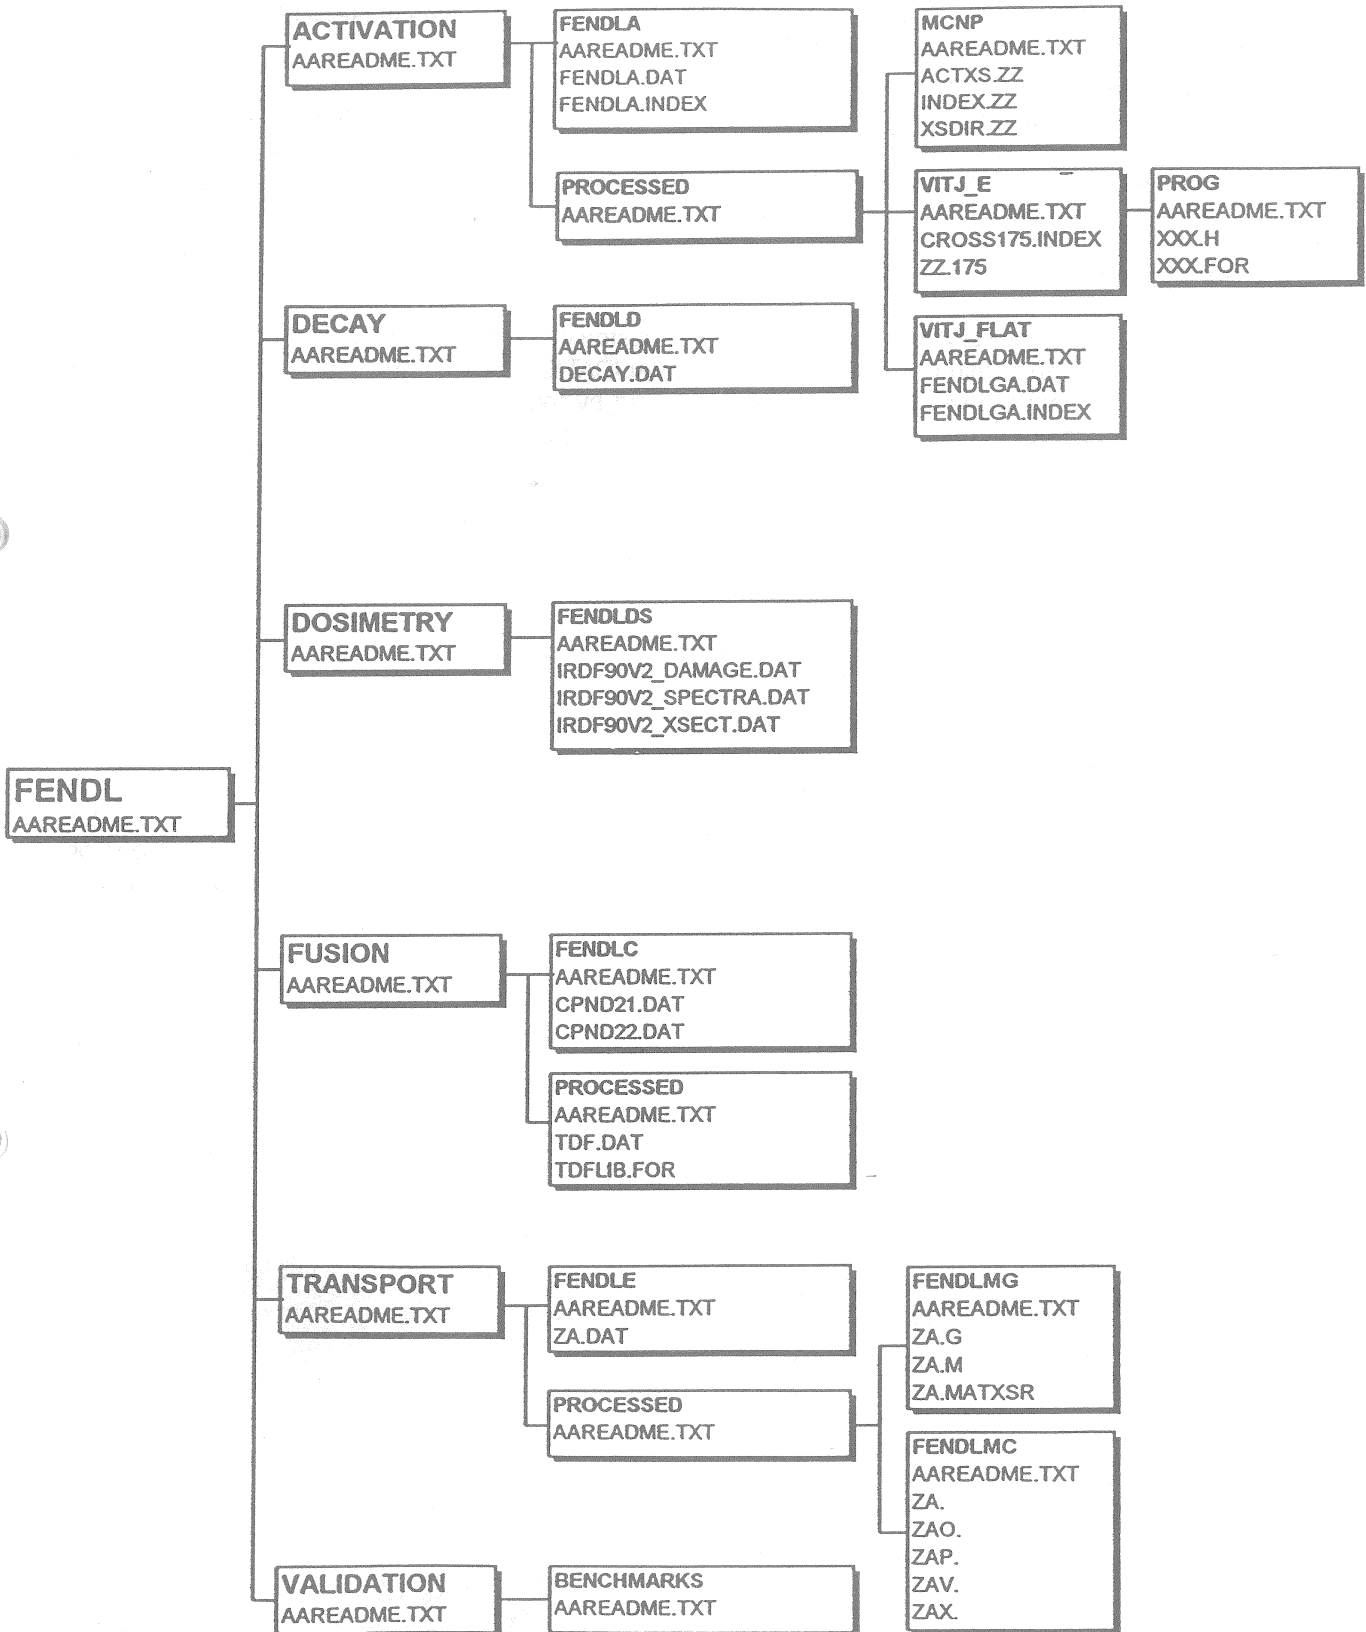 FENDL
AAREADME.TXT
ACTIVATION
AAREADME.TXT
FENDLA
AAREADME.TXT
FENDLA.DAT
FENDLA.INDEX
PROCESSED
AAREADME.TXT
MCNP
AAREADME.TXT
ACTXS.ZZ
INDEX.ZZ
XSDIR.ZZ
VITJ_E
AAREADME.TXT
CROSS175.INDEX
ZZ.175
PROG
AAREADME.TXT
XXX.H
XXX.FOR
VITJ_FLAT
AAREADME.TXT
FENDLGA.DAT
FENDLGA.INDEX
DECAY
AAREADME.TXT
FENDLD
AAREADME.TXT
DECAY.DAT
DOSIMETRY
AAREADME.TXT
FENDLDS
AAREADME.TXT
IRDF90V2_DAMAGE.DAT
IRDF90V2_SPECTRA.DAT
IRDF90V2_XSECT.DAT
FUSION
AAREADME.TXT
FENDLC
AAREADME.TXT
CPND21.DAT
CPND22.DAT
PROCESSED
AAREADME.TXT
TDF.DAT
TDFLIB.FOR
TRANSPORT
AAREADME.TXT
FENDLE
AAREADME.TXT
ZA.DAT
PROCESSED
AAREADME.TXT
FENDLMG
AAREADME.TXT
ZA.G
ZA.M
ZA.MATXSR
FENDLMC
AAREADME.TXT
ZA.
ZAO.
ZAP.
ZAV.
ZAX.
VALIDATION
AAREADME.TXT
BENCHMARKS
AAREADME.TXT